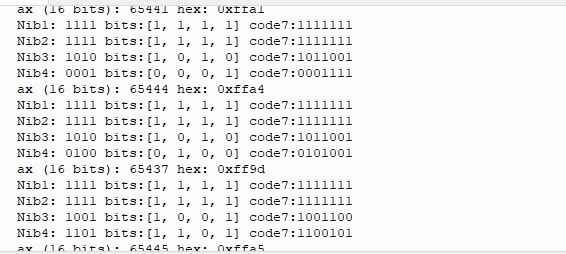 ax (16 bits): 65441 hex: 0xffa1
Nib1: 1111 bits:[1, 1, 1, 1] code7:1111111
Nib2: 1111 bits:[1, 1, 1, 1] code7:1111111
Nib3: 1010 bits:[1, 0, 1, 0] code7:1011001
Nib4: 0001 bits:[0, 0, 0, 1] code7:0001111
ax (16 bits): 65444 hex: 0xffa4
Nib1: 1111 bits:[1, 1, 1, 1] code7:1111111
Nib2: 1111 bits:[1, 1, 1, 1] code7:1111111
Nib3: 1010 bits:[1, 0, 1, 0] code7:1011001
Nib4: 0100 bits:[0, 1, 0, 0] code7:0101001
ax (16 bits): 65437 hex: 0xff9d
Nib1: 1111 bits:[1, 1, 1, 1] code7:1111111
Nib2: 1111 bits:[1, 1, 1, 1] code7:1111111
Nib3: 1001 bits:[1, 0, 0, 1] code7:1001100
Nib4: 1101 bits:[1, 1, 0, 1] code7:1100101
ax (16 bits): 65445 hex: 0xffa5